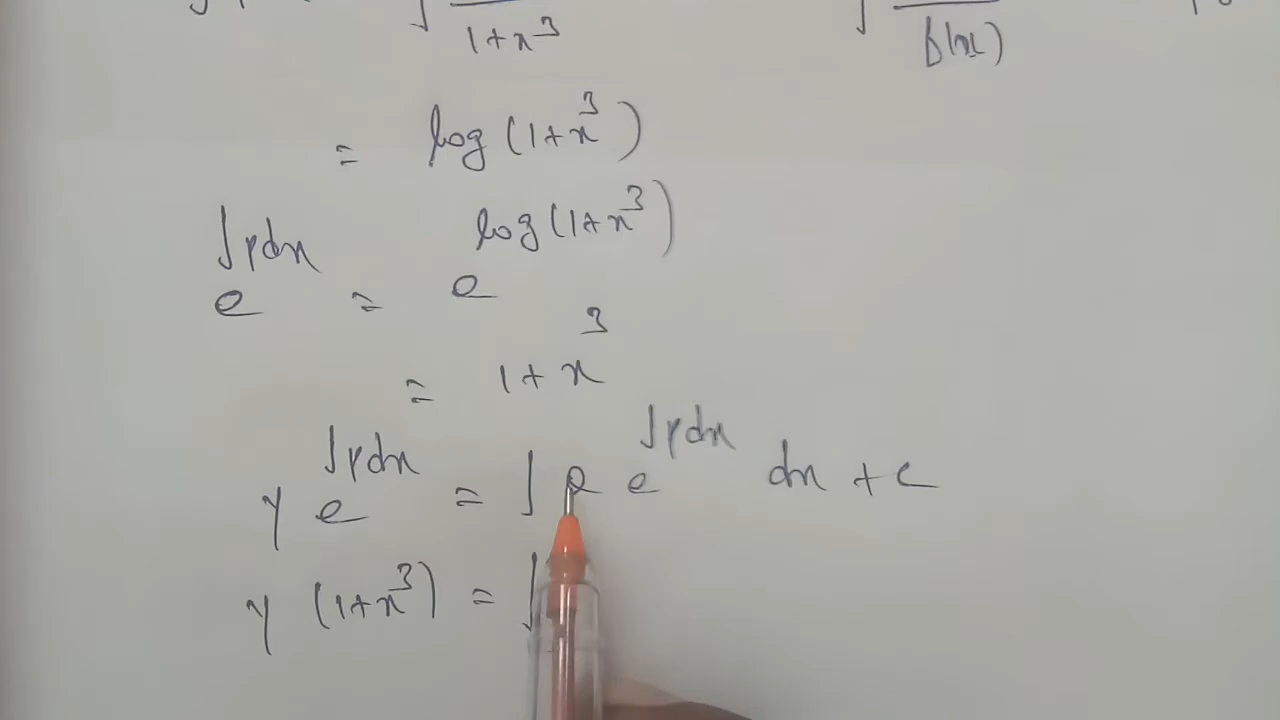 1+x³ f(x)
= log (1+x³)
e^∫pdx = e^log(1+x³)
= 1+x³
y e^∫pdx = ∫ Q e^∫pdx dx + c
y (1+x³) = ∫